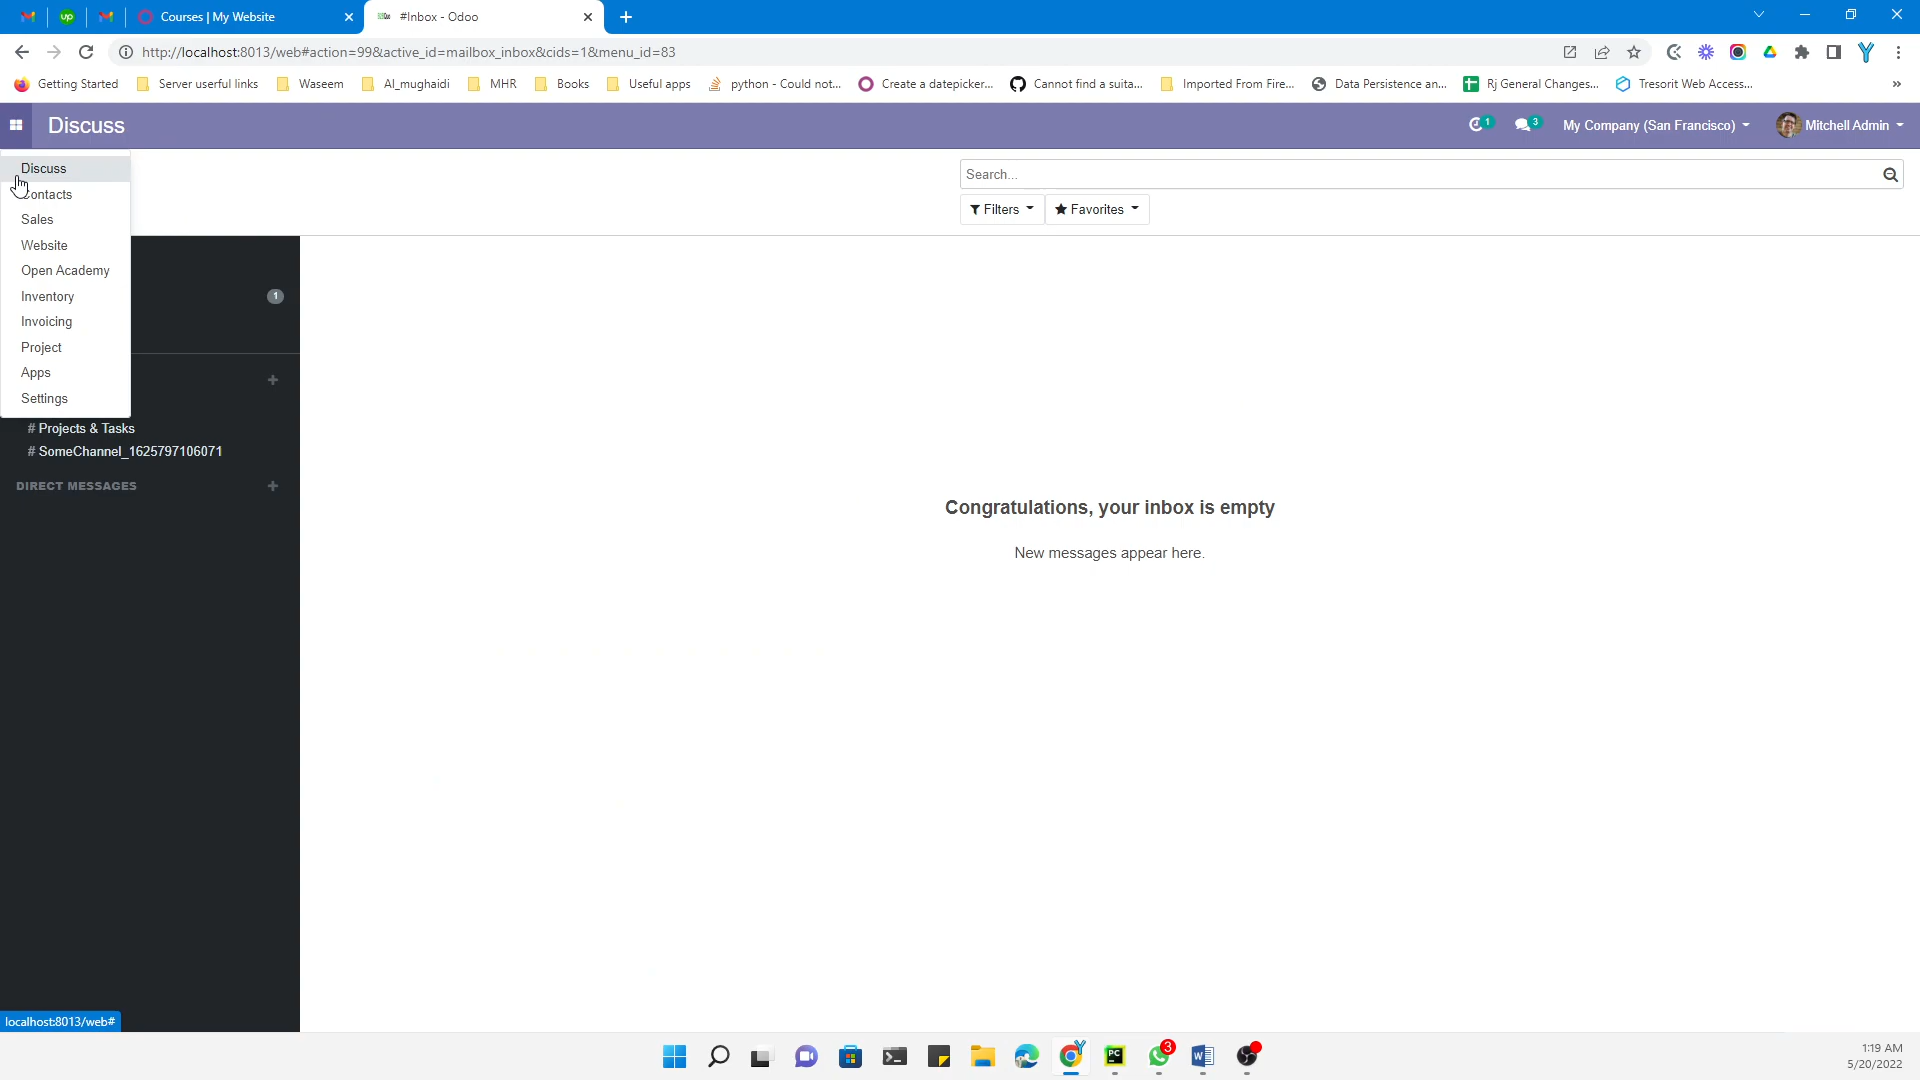 Courses | My Website
#Inbox - Odoo
http://localhost:8013/web#action=99&active_id=mailbox_inbox&cids=1&menu_id=83
Getting Started
Server userful links
Waseem
Al_mughaidi
MHR
Books
Useful apps
python - Could not...
Create a datepicker...
Cannot find a suita...
Imported From Fire...
Data Persistence an...
Rj General Changes...
Tresorit Web Access...
»
Discuss
1
3
My Company (San Francisco)
Mitchell Admin
Discuss
Contacts
Sales
Website
Open Academy
Inventory
Invoicing
Project
Apps
Settings
Search...
Filters
Favorites
1
# Projects & Tasks
# SomeChannel_1625797106071
DIRECT MESSAGES
Congratulations, your inbox is empty
New messages appear here.
localhost:8013/web#
3
1:19 AM
5/20/2022